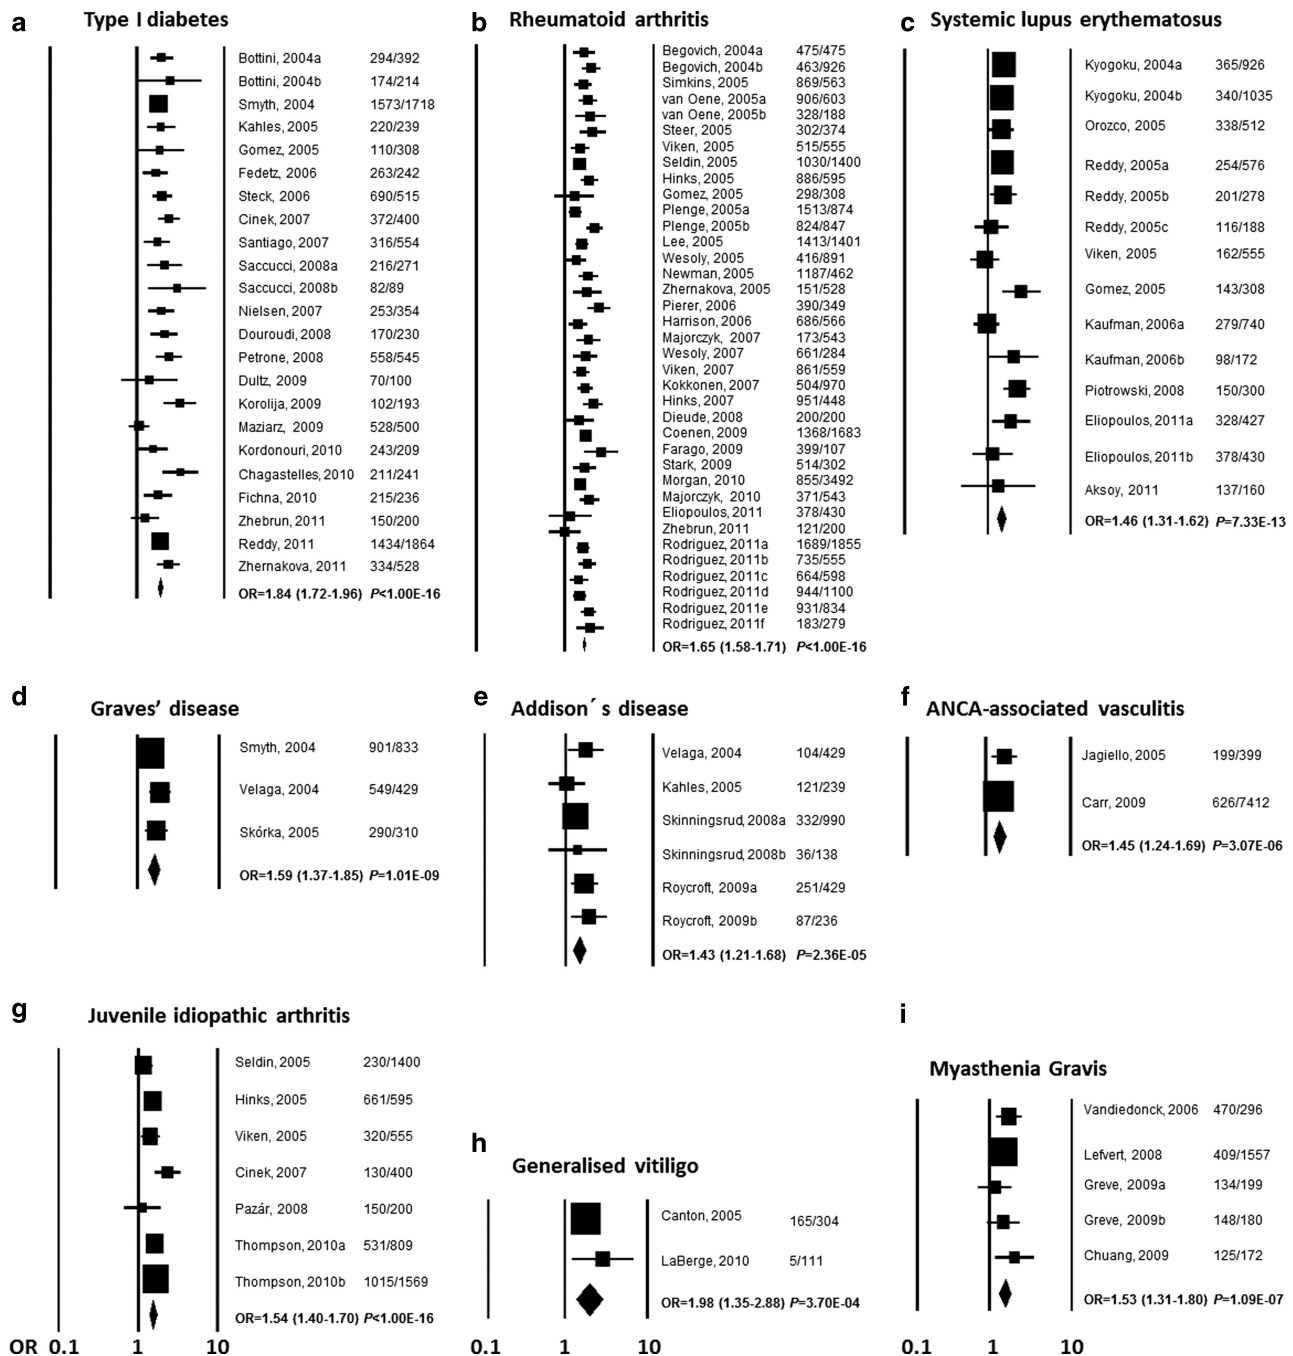 a Type I diabetes
Bottini, 2004a 294/392
Bottini, 2004b 174/214
Smyth, 2004 1573/1718
Kahles, 2005 220/239
Gomez, 2005 110/308
Fedetz, 2006 263/242
Steck, 2006 690/515
Cinek, 2007 372/400
Santiago, 2007 316/554
Saccucci, 2008a 216/271
Saccucci, 2008b 82/89
Nielsen, 2007 253/354
Douroudi, 2008 170/230
Petrone, 2008 558/545
Dultz, 2009 70/100
Korolija, 2009 102/193
Maziarz, 2009 528/500
Kordonouri, 2010 243/209
Chagastelles, 2010 211/241
Fichna, 2010 215/236
Zhebrun, 2011 150/200
Reddy, 2011 1434/1864
Zhernakova, 2011 334/528
OR=1.84 (1.72-1.96) P<1.00E-16
b Rheumatoid arthritis
Begovich, 2004a 475/475
Begovich, 2004b 463/926
Simkins, 2005 869/563
van Oene, 2005a 906/603
van Oene, 2005b 328/188
Steer, 2005 302/374
Viken, 2005 515/555
Seldin, 2005 1030/1400
Hinks, 2005 886/595
Gomez, 2005 298/308
Plenge, 2005a 1513/874
Plenge, 2005b 824/847
Lee, 2005 1413/1401
Wesoly, 2005 416/891
Newman, 2005 1187/462
Zhernakova, 2005 151/528
Pierer, 2006 390/349
Harrison, 2006 686/566
Majorczyk, 2007 173/543
Wesoly, 2007 661/284
Viken, 2007 861/559
Kokkonen, 2007 504/970
Hinks, 2007 951/448
Dieude, 2008 200/200
Coenen, 2009 1368/1683
Farago, 2009 399/107
Stark, 2009 514/302
Morgan, 2010 855/3492
Majorczyk, 2010 371/543
Eliopoulos, 2011 378/430
Zhebrun, 2011 121/200
Rodriguez, 2011a 1689/1855
Rodriguez, 2011b 735/555
Rodriguez, 2011c 664/598
Rodriguez, 2011d 944/1100
Rodriguez, 2011e 931/834
Rodriguez, 2011f 183/279
OR=1.65 (1.58-1.71) P<1.00E-16
c Systemic lupus erythematosus
Kyogoku, 2004a 365/926
Kyogoku, 2004b 340/1035
Orozco, 2005 338/512
Reddy, 2005a 254/576
Reddy, 2005b 201/278
Reddy, 2005c 116/188
Viken, 2005 162/555
Gomez, 2005 143/308
Kaufman, 2006a 279/740
Kaufman, 2006b 98/172
Piotrowski, 2008 150/300
Eliopoulos, 2011a 328/427
Eliopoulos, 2011b 378/430
Aksoy, 2011 137/160
OR=1.46 (1.31-1.62) P=7.33E-13
d Graves’ disease
Smyth, 2004 901/833
Velaga, 2004 549/429
Skórka, 2005 290/310
OR=1.59 (1.37-1.85) P=1.01E-09
e Addison´s disease
Velaga, 2004 104/429
Kahles, 2005 121/239
Skinningsrud, 2008a 332/990
Skinningsrud, 2008b 36/138
Roycroft, 2009a 251/429
Roycroft, 2009b 87/236
OR=1.43 (1.21-1.68) P=2.36E-05
f ANCA-associated vasculitis
Jagiello, 2005 199/399
Carr, 2009 626/7412
OR=1.45 (1.24-1.69) P=3.07E-06
g Juvenile idiopathic arthritis
Seldin, 2005 230/1400
Hinks, 2005 661/595
Viken, 2005 320/555
Cinek, 2007 130/400
Pazár, 2008 150/200
Thompson, 2010a 531/809
Thompson, 2010b 1015/1569
OR=1.54 (1.40-1.70) P<1.00E-16
OR 0.1 1 10
h Generalised vitiligo
Canton, 2005 165/304
LaBerge, 2010 5/111
OR=1.98 (1.35-2.88) P=3.70E-04
0.1 1 10
i Myasthenia Gravis
Vandiedonck, 2006 470/296
Lefvert, 2008 409/1557
Greve, 2009a 134/199
Greve, 2009b 148/180
Chuang, 2009 125/172
OR=1.53 (1.31-1.80) P=1.09E-07
0.1 1 10